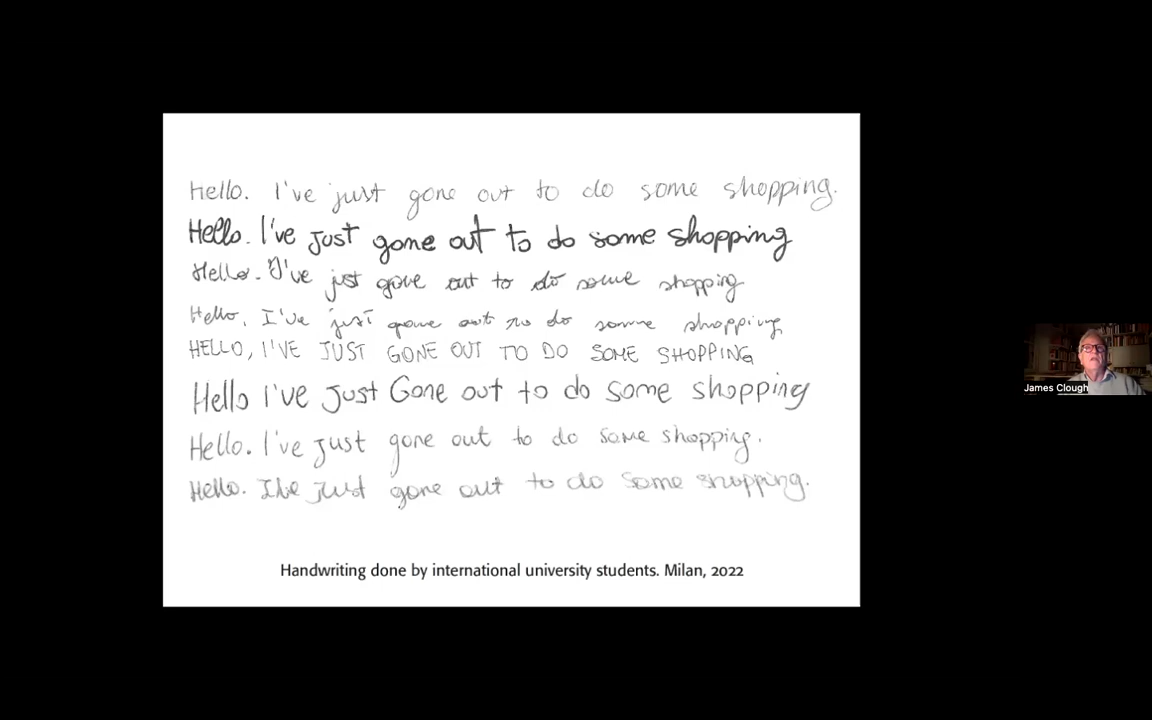 Hello. I've just gone out to do some shopping.
Hello. I've just gone out to do some shopping
Hello. I've just gone out to do some shopping
Hello, I've just gone out to do some shopping
HELLO, I'VE JUST GONE OUT TO DO SOME SHOPPING
Hello I've just Gone out to do some shopping
Hello. I've just gone out to do some shopping.
Hello. I've just gone out to do some shopping.
Handwriting done by international university students. Milan, 2022
James Clough